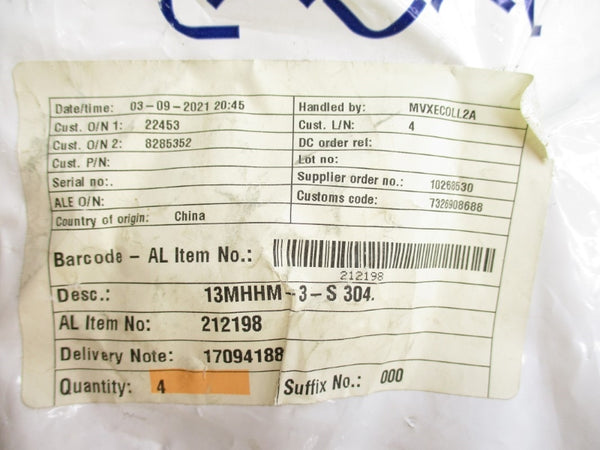 Date/time: 03-09-2021 20:45 Handled by: MVXECOLL2A
Cust. O/N 1: 22453 Cust. L/N: 4
Cust. O/N 2: 8285352 DC order ref:
Cust. P/N: Lot no:
Serial no:. Supplier order no.: 10268530
ALE O/N: Customs code: 7326908688
Country of origin: China
Barcode - AL Item No.:
212198
Desc.: 13MHHM-3-S 304.
AL Item No: 212198
Delivery Note: 17094188
Quantity: 4 Suffix No.: 000